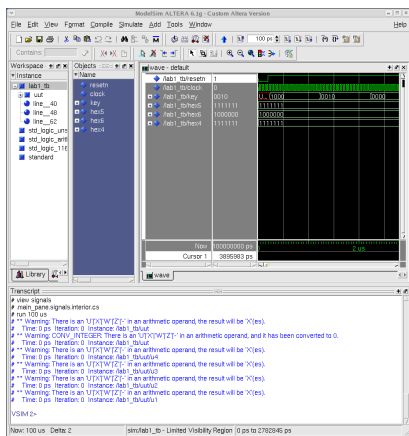 ModelSim ALTERA 6.1g - Custom Altera Version
File Edit View Format Compile Simulate Add Tools Window Help
100 ps
Contains:
Workspace
Instance
lab1_tb
uut
line__40
line__48
line__62
std_logic_uns
std_logic_arit
std_logic_116
standard
Library
Objects
Name
resetn
clock
key
hex5
hex6
hex4
wave - default
/lab1_tb/resetn 1
/lab1_tb/clock 0
/lab1_tb/key 0010 U... 1000 0010 0000
/lab1_tb/hex5 1111111 1111111
/lab1_tb/hex6 1000000 1000000
/lab1_tb/hex4 1111111 1111111
Now 100000000 ps 2 us
Cursor 1 3895983 ps
wave
Transcript
# view signals
# .main_pane.signals.interior.cs
# run 100 us
# ** Warning: There is an 'U'|'X'|'W'|'Z'|'-' in an arithmetic operand, the result will be 'X'(es).
# Time: 0 ps Iteration: 0 Instance: /lab1_tb/uut
# ** Warning: CONV_INTEGER: There is an 'U'|'X'|'W'|'Z'|'-' in an arithmetic operand, and it has been converted to 0.
# Time: 0 ps Iteration: 0 Instance: /lab1_tb/uut
# ** Warning: There is an 'U'|'X'|'W'|'Z'|'-' in an arithmetic operand, the result will be 'X'(es).
# Time: 0 ps Iteration: 0 Instance: /lab1_tb/uut/u4
# ** Warning: There is an 'U'|'X'|'W'|'Z'|'-' in an arithmetic operand, the result will be 'X'(es).
# Time: 0 ps Iteration: 0 Instance: /lab1_tb/uut/u3
# ** Warning: There is an 'U'|'X'|'W'|'Z'|'-' in an arithmetic operand, the result will be 'X'(es).
# Time: 0 ps Iteration: 0 Instance: /lab1_tb/uut/u2
# ** Warning: There is an 'U'|'X'|'W'|'Z'|'-' in an arithmetic operand, the result will be 'X'(es).
# Time: 0 ps Iteration: 0 Instance: /lab1_tb/uut/u1
VSIM 2>
Now: 100 us Delta: 2 sim:/lab1_tb - Limited Visibility Region 0 ps to 2782845 ps